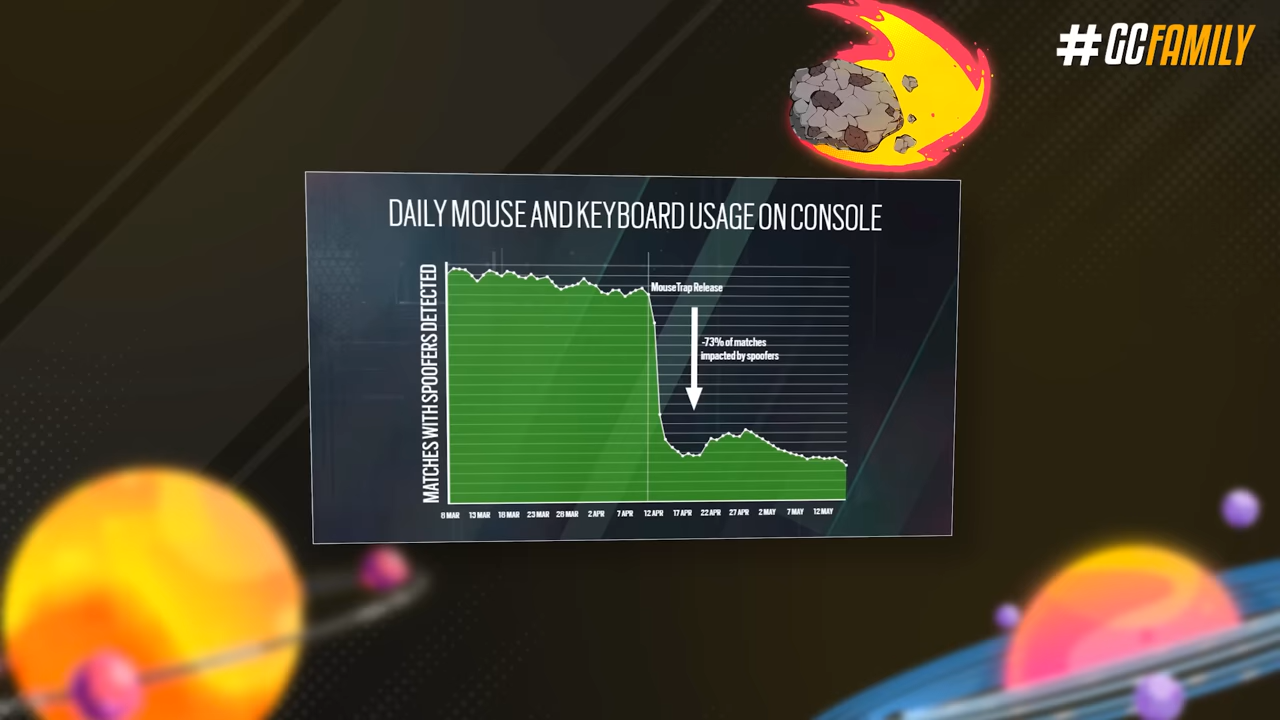 #GCFAMILY
DAILY MOUSE AND KEYBOARD USAGE ON CONSOLE
MATCHES WITH SPOOFERS DETECTED
MouseTrap Release
-73% of matches
impacted by spoofers
8 MAR 13 MAR 18 MAR 23 MAR 28 MAR 2 APR 7 APR 12 APR 17 APR 22 APR 27 APR 2 MAY 7 MAY 12 MAY